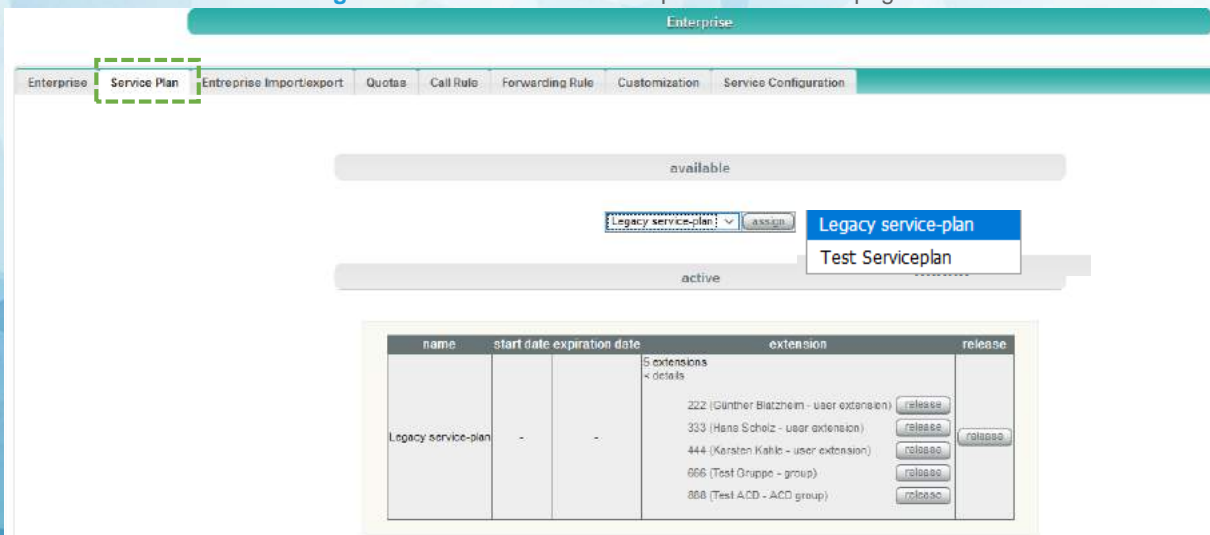 Enterprise
Enterprise Service Plan Entreprise Import/export Quotas Call Rule Forwarding Rule Customization Service Configuration
available
Legacy service-plan assign
Legacy service-plan
Test Serviceplan
active
name start date expiration date extension release
5 extensions
< details
222 (Günther Blatzheim - user extension) release
333 (Hans Scholz - user extension) release
Legacy service-plan - - release
444 (Karsten Kahle - user extension) release
666 (Test Gruppe - group) release
888 (Test ACD - ACD group) release